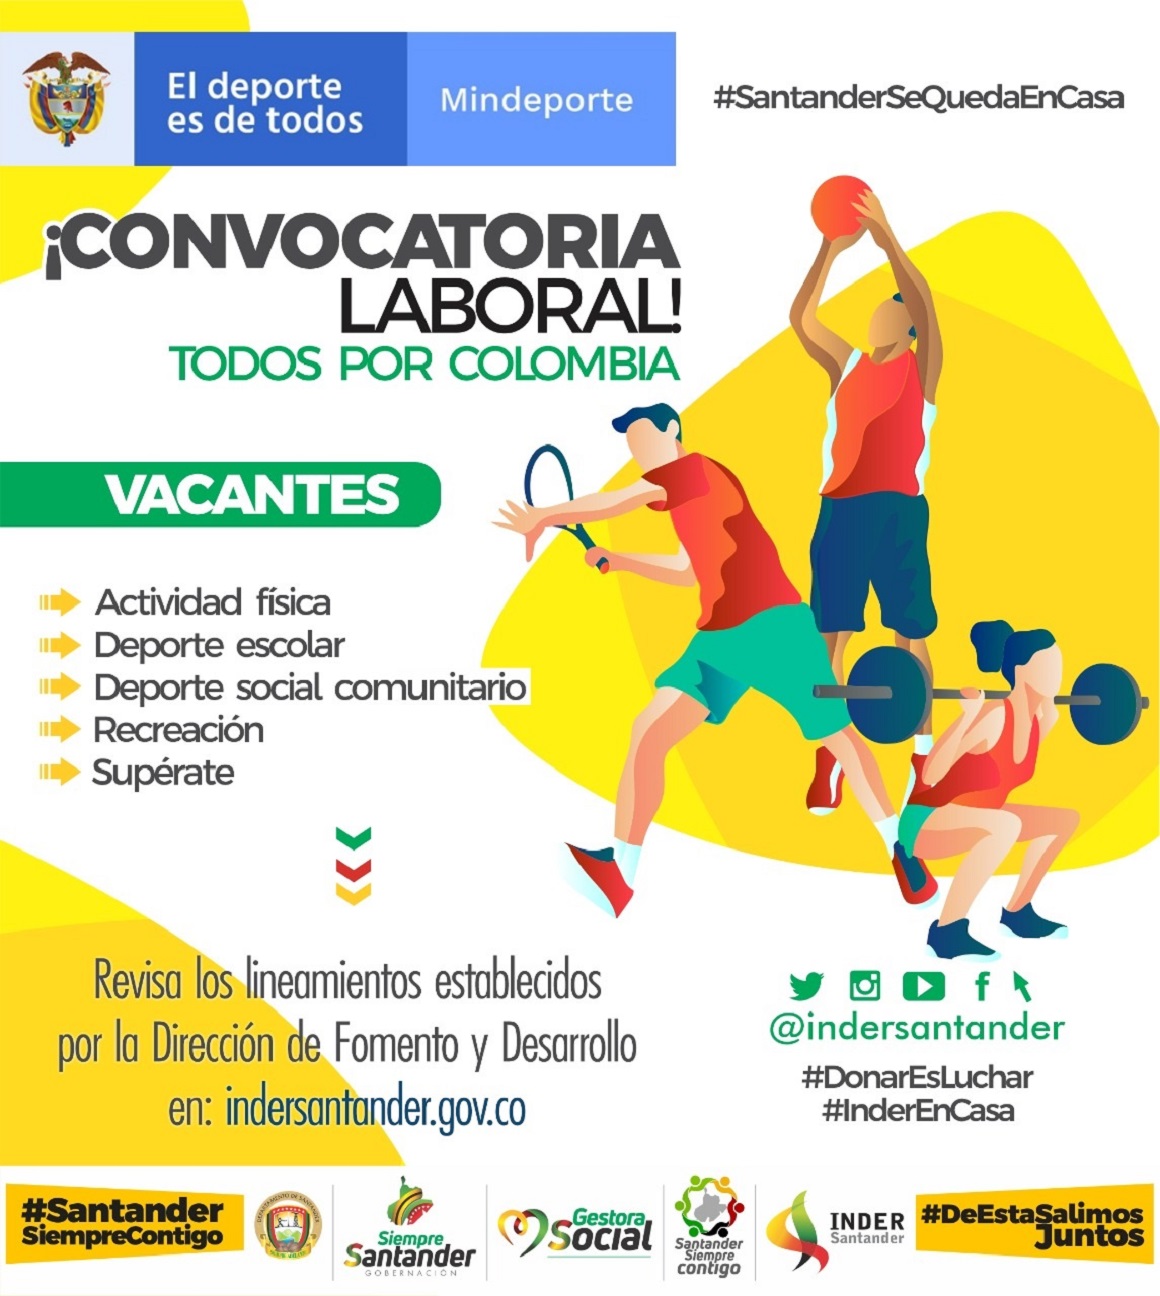 El deporte
es de todos
Mindeporte
#SantanderSeQuedaEnCasa
¡CONVOCATORIA
LABORAL!
TODOS POR COLOMBIA
VACANTES
Actividad física
Deporte escolar
Deporte social comunitario
Recreación
Supérate
Revisa los lineamientos establecidos
por la Dirección de Fomento y Desarrollo
en: indersantander.gov.co
@indersantander
#DonarEsLuchar
#InderEnCasa
#Santander
SiempreContigo
Siempre
Santander
GOBERNACIÓN
Gestora
Social
Santander
Siempre
contigo
INDER
Santander
#DeEstaSalimos
Juntos